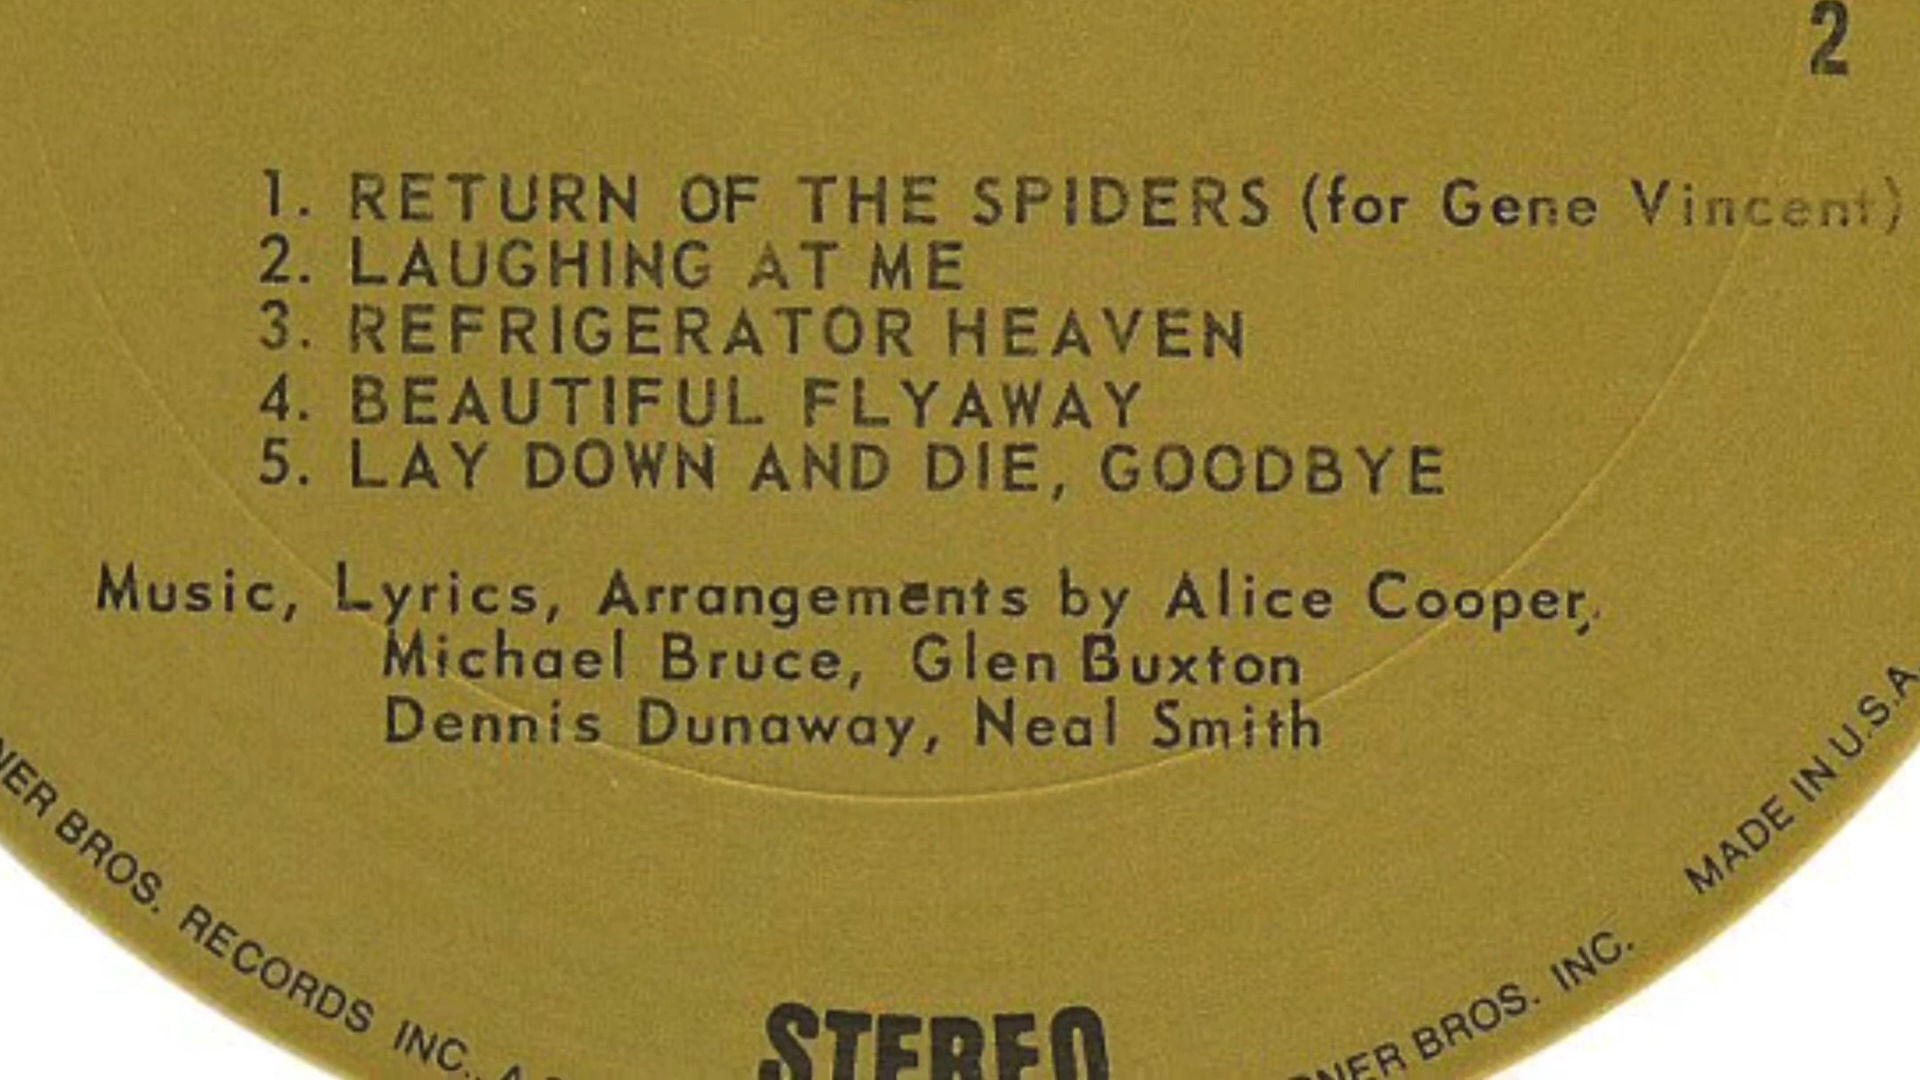 2
1. RETURN OF THE SPIDERS (for Gene Vincent)
2. LAUGHING AT ME
3. REFRIGERATOR HEAVEN
4. BEAUTIFUL FLYAWAY
5. LAY DOWN AND DIE, GOODBYE
Music, Lyrics, Arrangements by Alice Cooper,
Michael Bruce, Glen Buxton
Dennis Dunaway, Neal Smith
BROS. RECORDS INC.,
BROS. INC.
MADE IN U.S.A
STEREO